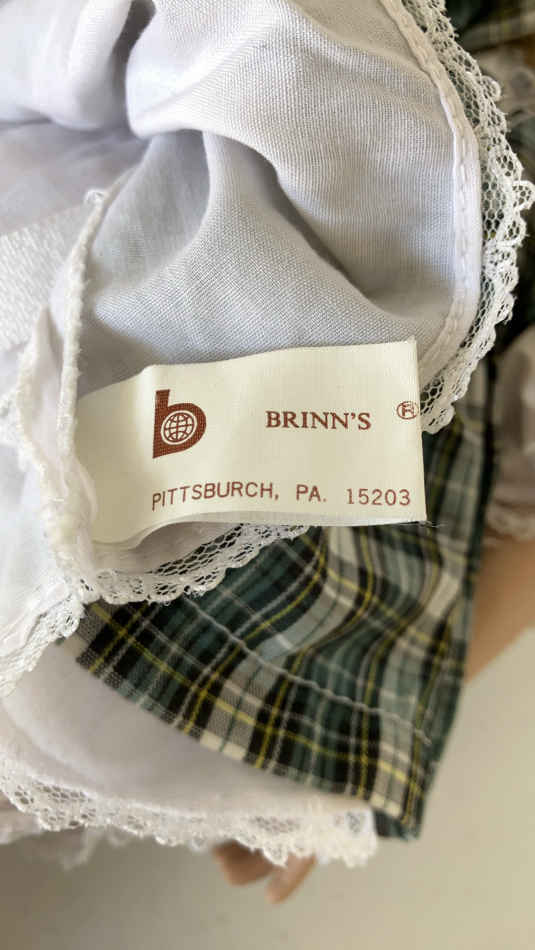 b
BRINN'S ®
PITTSBURCH, PA. 15203